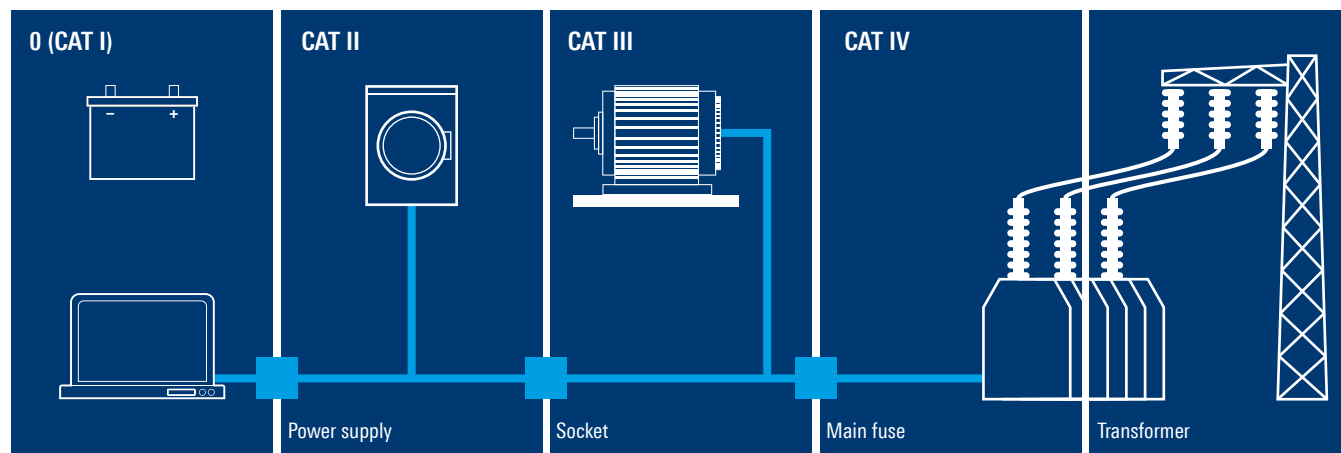 0 (CAT I)
CAT II
CAT III
CAT IV
− +
Power supply
Socket
Main fuse
Transformer